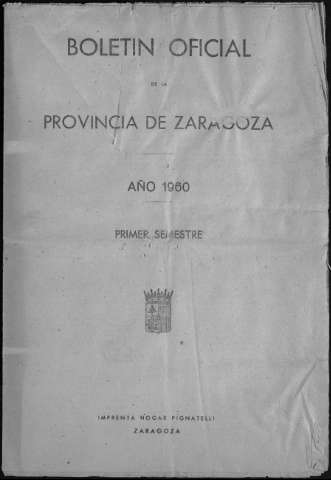 BOLETIN OFICIAL
DE LA
PROVINCIA DE ZARAGOZA
AÑO 1960
PRIMER SEMESTRE
IMPRENTA HOGAR PIGNATELLI
ZARAGOZA